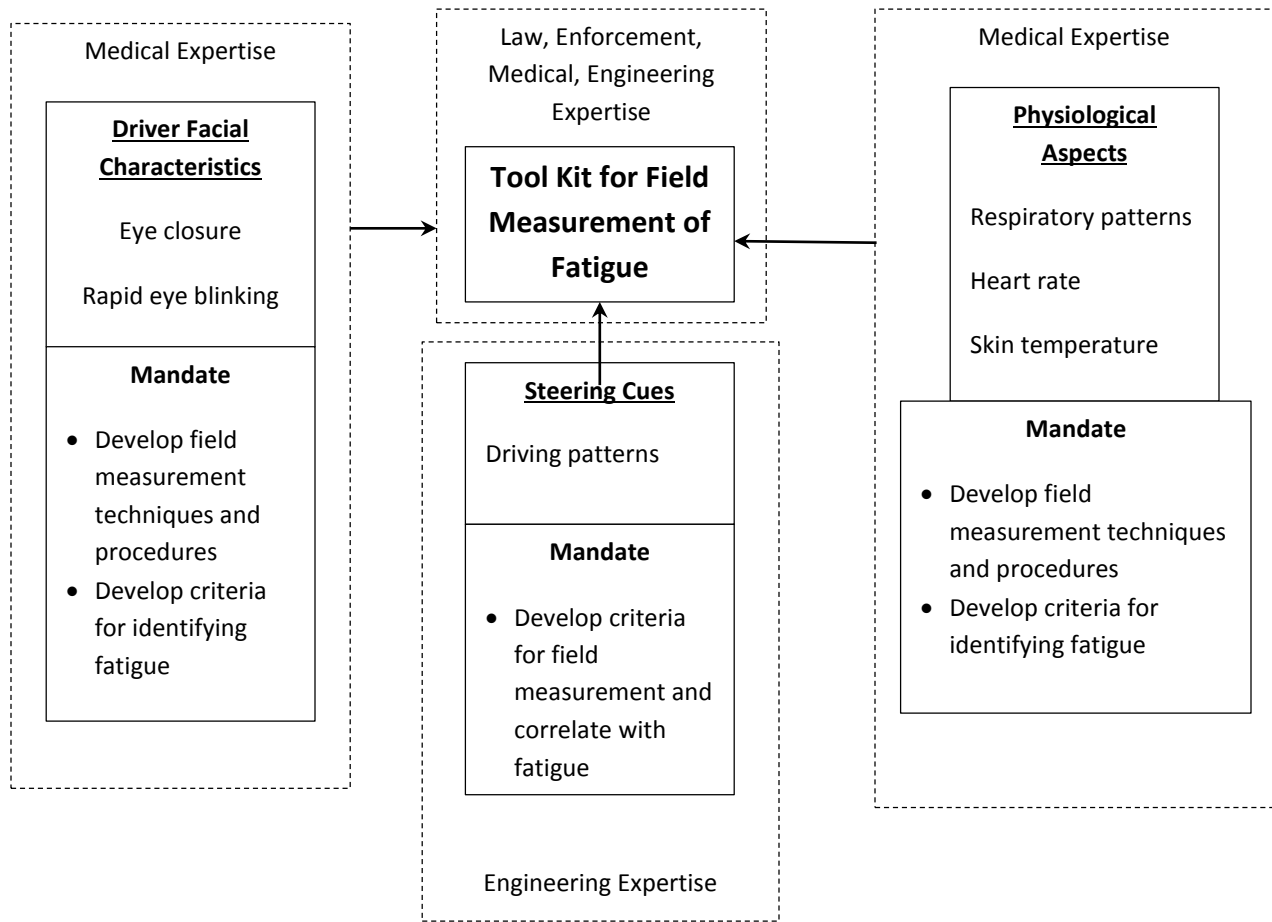 Medical Expertise
Driver Facial
Characteristics
Eye closure
Rapid eye blinking
Mandate
• Develop field
measurement
techniques and
procedures
• Develop criteria
for identifying
fatigue
Law, Enforcement,
Medical, Engineering
Expertise
Tool Kit for Field
Measurement of
Fatigue
Steering Cues
Driving patterns
Mandate
• Develop criteria
for field
measurement and
correlate with
fatigue
Engineering Expertise
Medical Expertise
Physiological
Aspects
Respiratory patterns
Heart rate
Skin temperature
Mandate
• Develop field
measurement techniques
and procedures
• Develop criteria for
identifying fatigue